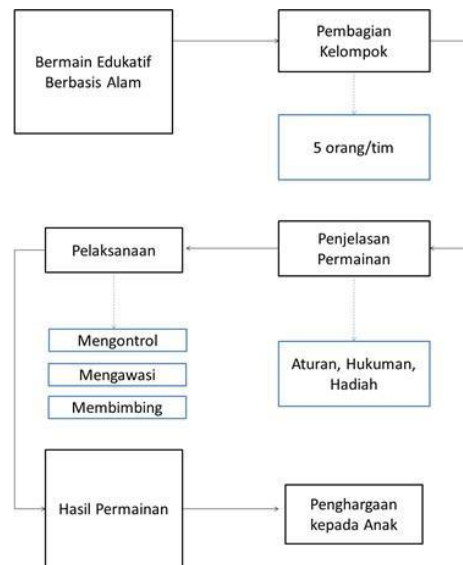 Bermain Edukatif
Berbasis Alam
Pembagian
Kelompok
5 orang/tim
Pelaksanaan
Penjelasan
Permainan
Mengontrol
Mengawasi
Membimbing
Aturan, Hukuman,
Hadiah
Hasil Permainan
Penghargaan
kepada Anak